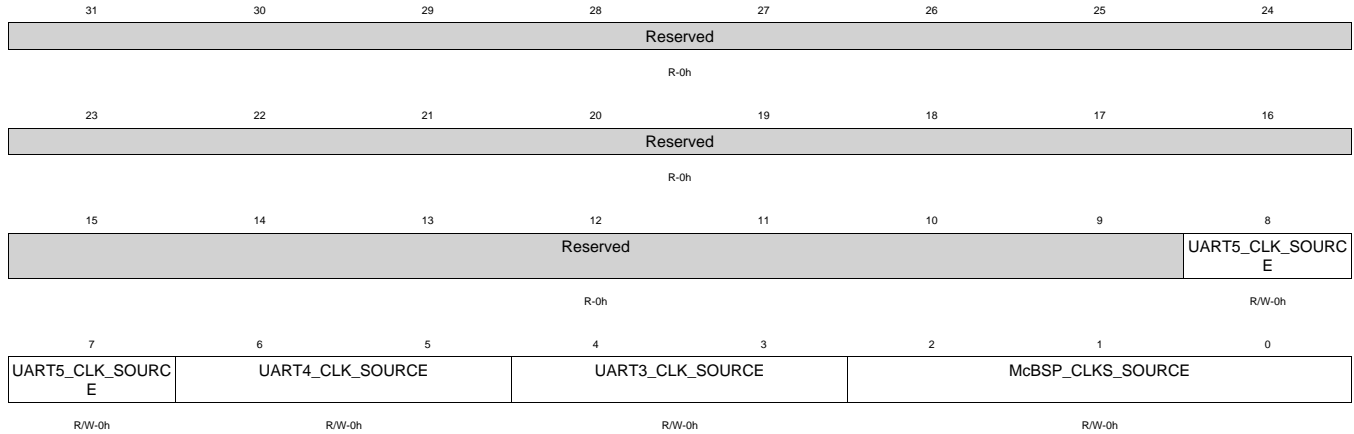 31 30 29 28 27 26 25 24
Reserved
R-0h
23 22 21 20 19 18 17 16
Reserved
R-0h
15 14 13 12 11 10 9 8
Reserved UART5_CLK_SOURC
E
R-0h R/W-0h
7 6 5 4 3 2 1 0
UART5_CLK_SOURC UART4_CLK_SOURCE UART3_CLK_SOURCE McBSP_CLKS_SOURCE
E
R/W-0h R/W-0h R/W-0h R/W-0h